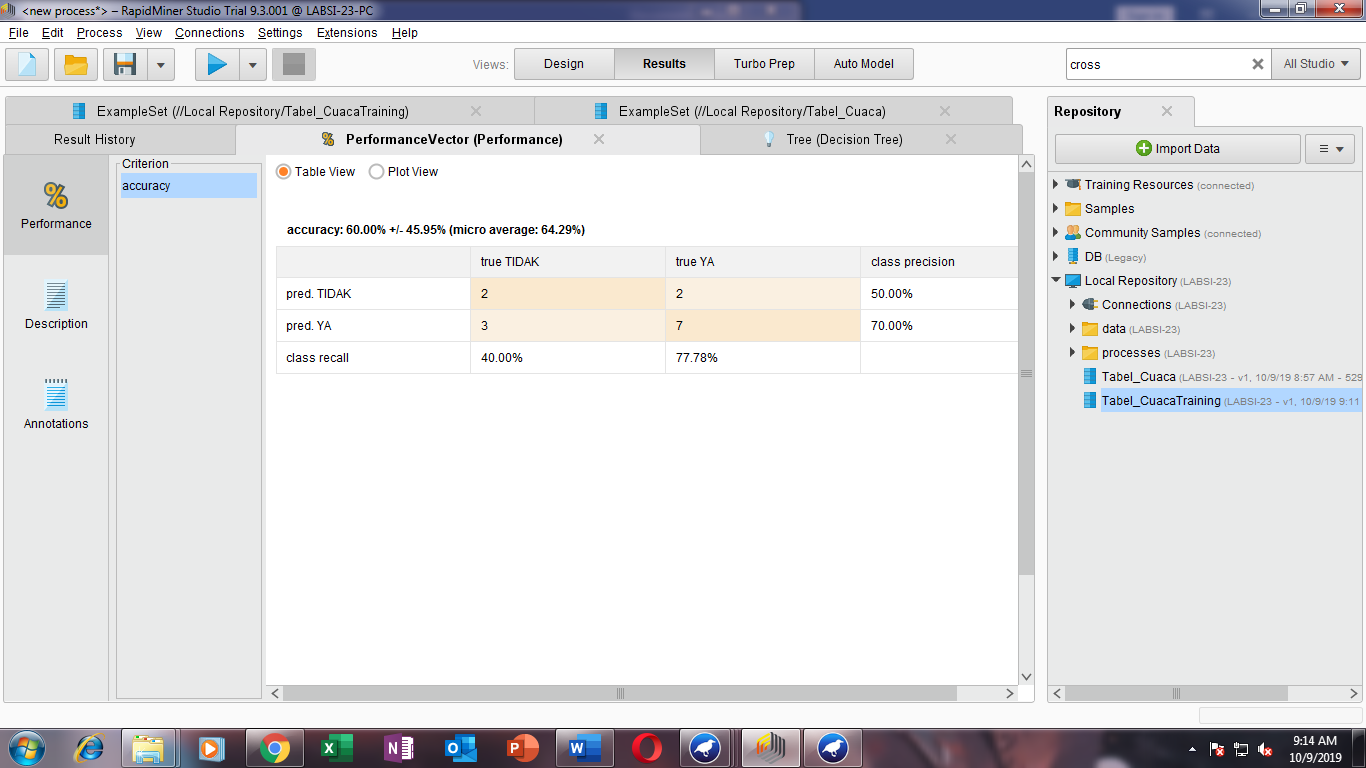 <new process*> – RapidMiner Studio Trial 9.3.001 @ LABSI-23-PC
File Edit Process View Connections Settings Extensions Help
Views: Design Results Turbo Prep Auto Model cross All Studio
ExampleSet (//Local Repository/Tabel_CuacaTraining) ExampleSet (//Local Repository/Tabel_Cuaca)
Result History PerformanceVector (Performance) Tree (Decision Tree)
Performance
Description
Annotations
Criterion
accuracy
Table View Plot View
accuracy: 60.00% +/- 45.95% (micro average: 64.29%)
true TIDAK true YA class precision
pred. TIDAK 2 2 50.00%
pred. YA 3 7 70.00%
class recall 40.00% 77.78%
Repository
Import Data
Training Resources (connected)
Samples
Community Samples (connected)
DB (Legacy)
Local Repository (LABSI-23)
Connections (LABSI-23)
data (LABSI-23)
processes (LABSI-23)
Tabel_Cuaca (LABSI-23 - v1, 10/9/19 8:57 AM - 529
Tabel_CuacaTraining (LABSI-23 - v1, 10/9/19 9:11
9:14 AM
10/9/2019